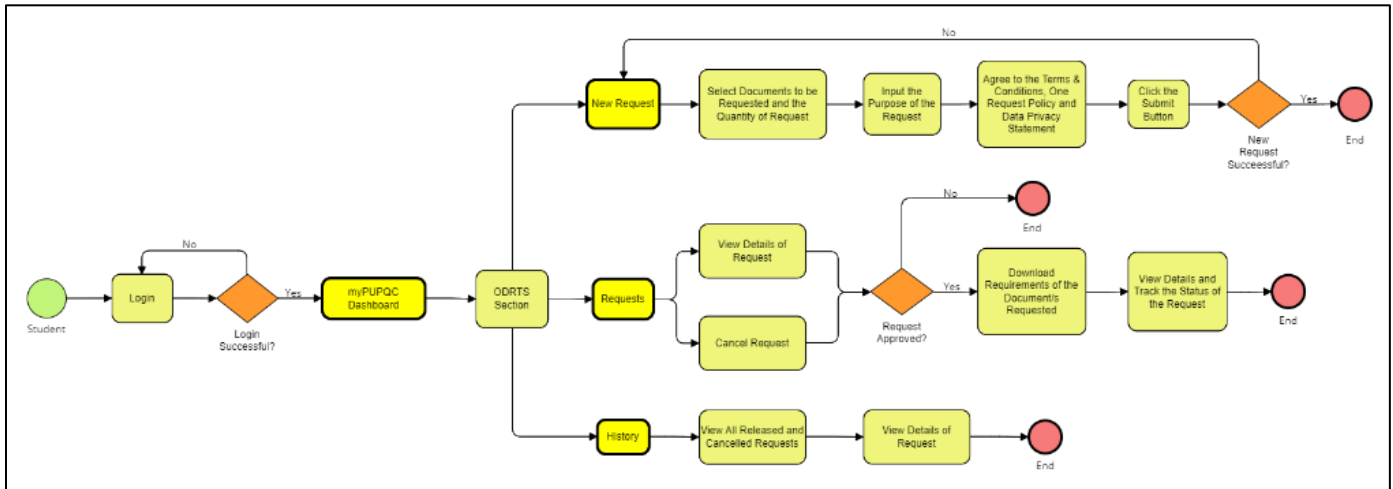 No
New Request
Select Documents to be
Requested and the
Quantity of Request
Input the
Purpose of the
Request
Agree to the Terms &
Conditions, One
Request Policy and
Data Privacy
Statement
Click the
Submit
Button
Yes
New
Request
Succeessful?
End
No
End
View Details of
Request
No
Login
Yes
Login
Successful?
Student
myPUPQC
Dashboard
ODRTS
Section
Requests
Cancel Request
Yes
Request
Approved?
Download
Requirements of the
Document/s
Requested
View Details and
Track the Status of
the Request
End
History
View All Released and
Cancelled Requests
View Details of
Request
End